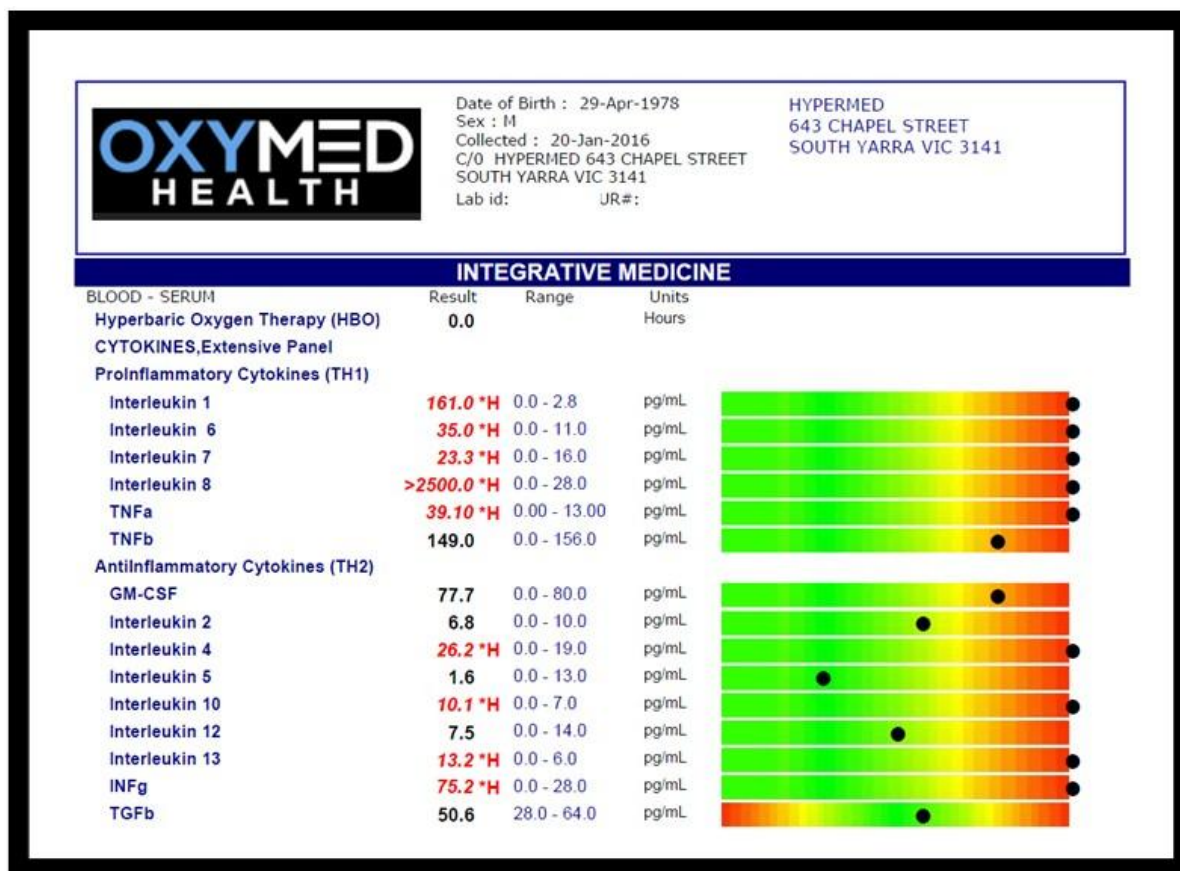 OXYMED
HEALTH
Date of Birth : 29-Apr-1978
Sex : M
Collected : 20-Jan-2016
C/0 HYPERMED 643 CHAPEL STREET
SOUTH YARRA VIC 3141
Lab id: UR#:
HYPERMED
643 CHAPEL STREET
SOUTH YARRA VIC 3141
INTEGRATIVE MEDICINE
BLOOD - SERUM Result Range Units
Hyperbaric Oxygen Therapy (HBO) 0.0 Hours
CYTOKINES,Extensive Panel
ProInflammatory Cytokines (TH1)
Interleukin 1 161.0 *H 0.0 - 2.8 pg/mL
Interleukin 6 35.0 *H 0.0 - 11.0 pg/mL
Interleukin 7 23.3 *H 0.0 - 16.0 pg/mL
Interleukin 8 >2500.0 *H 0.0 - 28.0 pg/mL
TNFa 39.10 *H 0.00 - 13.00 pg/mL
TNFb 149.0 0.0 - 156.0 pg/mL
AntiInflammatory Cytokines (TH2)
GM-CSF 77.7 0.0 - 80.0 pg/mL
Interleukin 2 6.8 0.0 - 10.0 pg/mL
Interleukin 4 26.2 *H 0.0 - 19.0 pg/mL
Interleukin 5 1.6 0.0 - 13.0 pg/mL
Interleukin 10 10.1 *H 0.0 - 7.0 pg/mL
Interleukin 12 7.5 0.0 - 14.0 pg/mL
Interleukin 13 13.2 *H 0.0 - 6.0 pg/mL
INFg 75.2 *H 0.0 - 28.0 pg/mL
TGFb 50.6 28.0 - 64.0 pg/mL